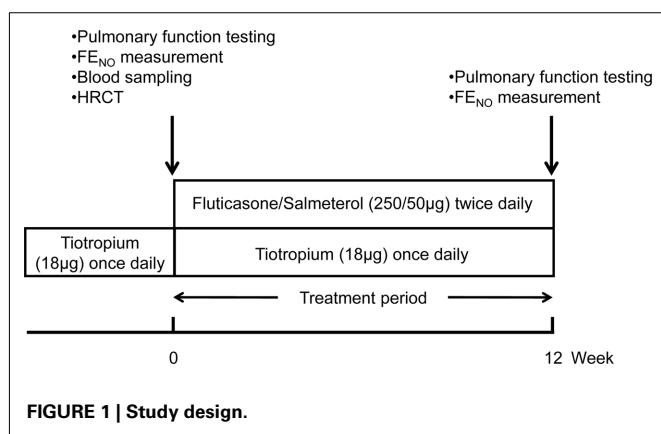 •Pulmonary function testing
•FENO measurement
•Blood sampling
•HRCT
•Pulmonary function testing
•FENO measurement
Fluticasone/Salmeterol (250/50μg) twice daily
Tiotropium
(18μg) once daily
Tiotropium (18μg) once daily
Treatment period
0
12 Week
FIGURE 1 | Study design.